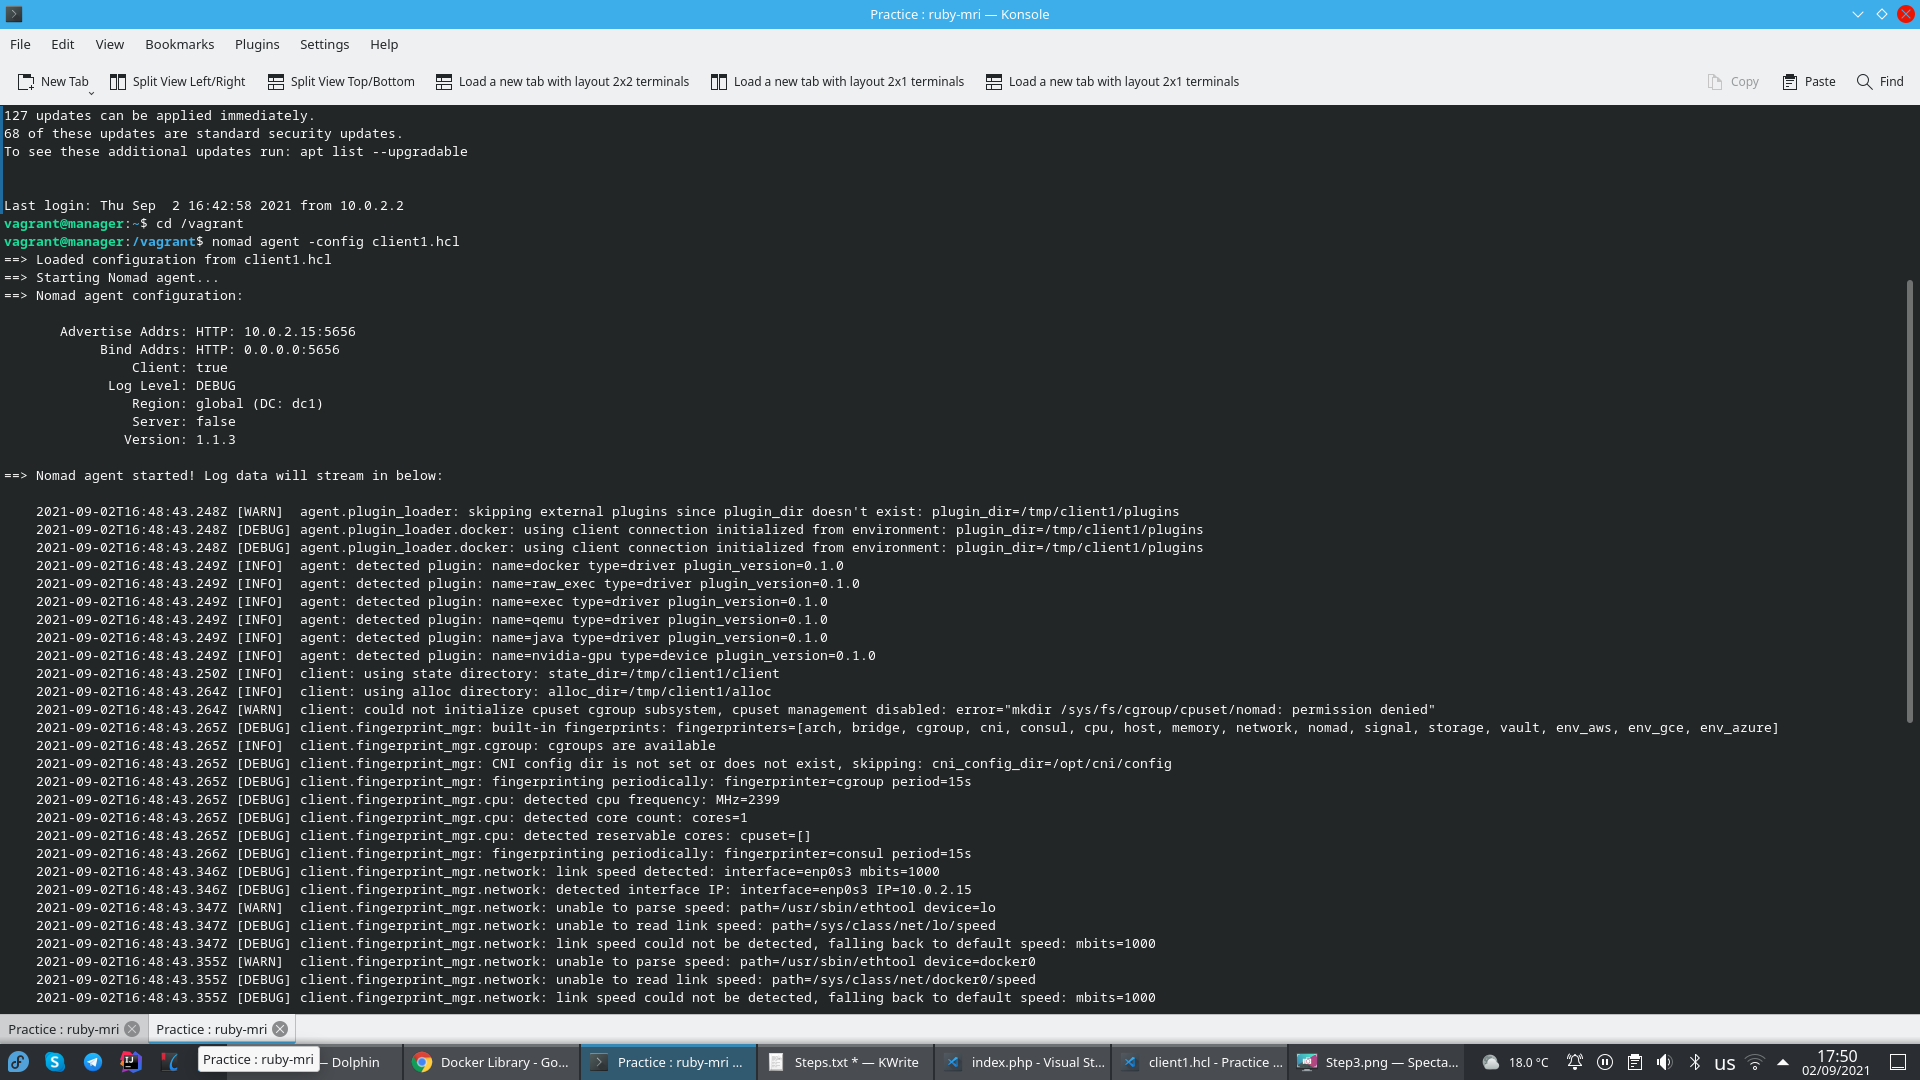 Practice : ruby-mri — Konsole
File Edit View Bookmarks Plugins Settings Help
New Tab Split View Left/Right Split View Top/Bottom Load a new tab with layout 2x2 terminals Load a new tab with layout 2x1 terminals Load a new tab with layout 2x1 terminals Copy Paste Find
127 updates can be applied immediately.
68 of these updates are standard security updates.
To see these additional updates run: apt list --upgradable
Last login: Thu Sep  2 16:42:58 2021 from 10.0.2.2
vagrant@manager:~$ cd /vagrant
vagrant@manager:/vagrant$ nomad agent -config client1.hcl
==> Loaded configuration from client1.hcl
==> Starting Nomad agent...
==> Nomad agent configuration:
Advertise Addrs: HTTP: 10.0.2.15:5656
Bind Addrs: HTTP: 0.0.0.0:5656
Client: true
Log Level: DEBUG
Region: global (DC: dc1)
Server: false
Version: 1.1.3
==> Nomad agent started! Log data will stream in below:
2021-09-02T16:48:43.248Z [WARN]  agent.plugin_loader: skipping external plugins since plugin_dir doesn't exist: plugin_dir=/tmp/client1/plugins
2021-09-02T16:48:43.248Z [DEBUG] agent.plugin_loader.docker: using client connection initialized from environment: plugin_dir=/tmp/client1/plugins
2021-09-02T16:48:43.248Z [DEBUG] agent.plugin_loader.docker: using client connection initialized from environment: plugin_dir=/tmp/client1/plugins
2021-09-02T16:48:43.249Z [INFO]  agent: detected plugin: name=docker type=driver plugin_version=0.1.0
2021-09-02T16:48:43.249Z [INFO]  agent: detected plugin: name=raw_exec type=driver plugin_version=0.1.0
2021-09-02T16:48:43.249Z [INFO]  agent: detected plugin: name=exec type=driver plugin_version=0.1.0
2021-09-02T16:48:43.249Z [INFO]  agent: detected plugin: name=qemu type=driver plugin_version=0.1.0
2021-09-02T16:48:43.249Z [INFO]  agent: detected plugin: name=java type=driver plugin_version=0.1.0
2021-09-02T16:48:43.249Z [INFO]  agent: detected plugin: name=nvidia-gpu type=device plugin_version=0.1.0
2021-09-02T16:48:43.250Z [INFO]  client: using state directory: state_dir=/tmp/client1/client
2021-09-02T16:48:43.264Z [INFO]  client: using alloc directory: alloc_dir=/tmp/client1/alloc
2021-09-02T16:48:43.264Z [WARN]  client: could not initialize cpuset cgroup subsystem, cpuset management disabled: error="mkdir /sys/fs/cgroup/cpuset/nomad: permission denied"
2021-09-02T16:48:43.265Z [DEBUG] client.fingerprint_mgr: built-in fingerprints: fingerprinters=[arch, bridge, cgroup, cni, consul, cpu, host, memory, network, nomad, signal, storage, vault, env_aws, env_gce, env_azure]
2021-09-02T16:48:43.265Z [INFO]  client.fingerprint_mgr.cgroup: cgroups are available
2021-09-02T16:48:43.265Z [DEBUG] client.fingerprint_mgr: CNI config dir is not set or does not exist, skipping: cni_config_dir=/opt/cni/config
2021-09-02T16:48:43.265Z [DEBUG] client.fingerprint_mgr: fingerprinting periodically: fingerprinter=cgroup period=15s
2021-09-02T16:48:43.265Z [DEBUG] client.fingerprint_mgr.cpu: detected cpu frequency: MHz=2399
2021-09-02T16:48:43.265Z [DEBUG] client.fingerprint_mgr.cpu: detected core count: cores=1
2021-09-02T16:48:43.265Z [DEBUG] client.fingerprint_mgr.cpu: detected reservable cores: cpuset=[]
2021-09-02T16:48:43.266Z [DEBUG] client.fingerprint_mgr: fingerprinting periodically: fingerprinter=consul period=15s
2021-09-02T16:48:43.346Z [DEBUG] client.fingerprint_mgr.network: link speed detected: interface=enp0s3 mbits=1000
2021-09-02T16:48:43.346Z [DEBUG] client.fingerprint_mgr.network: detected interface IP: interface=enp0s3 IP=10.0.2.15
2021-09-02T16:48:43.347Z [WARN]  client.fingerprint_mgr.network: unable to parse speed: path=/usr/sbin/ethtool device=lo
2021-09-02T16:48:43.347Z [DEBUG] client.fingerprint_mgr.network: unable to read link speed: path=/sys/class/net/lo/speed
2021-09-02T16:48:43.347Z [DEBUG] client.fingerprint_mgr.network: link speed could not be detected, falling back to default speed: mbits=1000
2021-09-02T16:48:43.355Z [WARN]  client.fingerprint_mgr.network: unable to parse speed: path=/usr/sbin/ethtool device=docker0
2021-09-02T16:48:43.355Z [DEBUG] client.fingerprint_mgr.network: unable to read link speed: path=/sys/class/net/docker0/speed
2021-09-02T16:48:43.355Z [DEBUG] client.fingerprint_mgr.network: link speed could not be detected, falling back to default speed: mbits=1000
Practice : ruby-mri Practice : ruby-mri
Practice : ruby-mri — Dolphin Docker Library - Go... Practice : ruby-mri ... Steps.txt * — KWrite index.php - Visual St... client1.hcl - Practice ... Step3.png — Specta... 18.0 °C us 17:50
02/09/2021